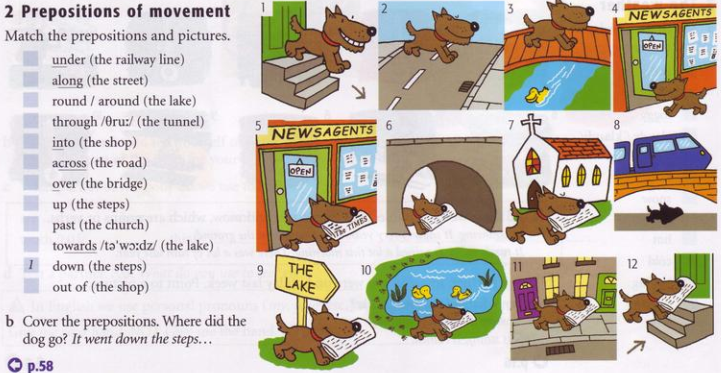 2 Prepositions of movement
Match the prepositions and pictures.
under (the railway line)
along (the street)
round / around (the lake)
through /θruː/ (the tunnel)
into (the shop)
across (the road)
over (the bridge)
up (the steps)
past (the church)
towards /təˈwɔːdz/ (the lake)
1 down (the steps)
out of (the shop)
b Cover the prepositions. Where did the
dog go? It went down the steps…
p.58
1
2
3
4
NEWSAGENTS
OPEN
5
NEWSAGENTS
OPEN
The TIMES
6
7
8
9
THE
LAKE
10
11
12